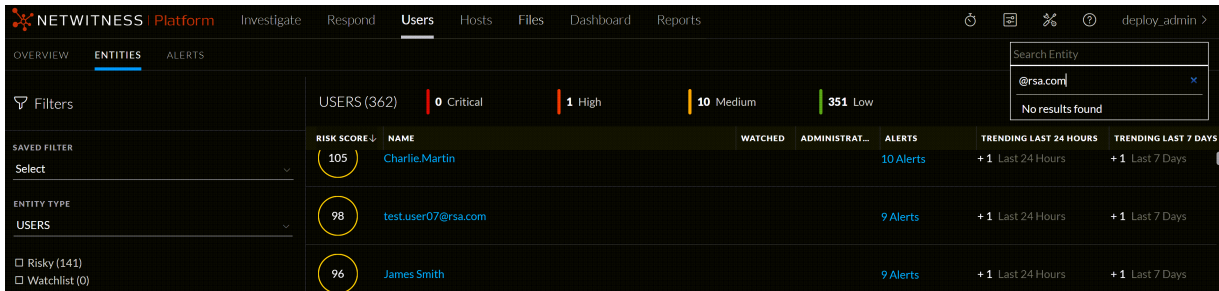 NETWITNESS | Platform Investigate Respond Users Hosts Files Dashboard Reports deploy_admin >
OVERVIEW ENTITIES ALERTS
Search Entity
@rsa.com
No results found
Filters
USERS (362) 0 Critical 1 High 10 Medium 351 Low
SAVED FILTER
Select
ENTITY TYPE
USERS
Risky (141)
Watchlist (0)
RISK SCORE↓ NAME WATCHED ADMINISTRAT... ALERTS TRENDING LAST 24 HOURS TRENDING LAST 7 DAYS
105 Charlie.Martin 10 Alerts +1 Last 24 Hours +1 Last 7 Days
98 test.user07@rsa.com 9 Alerts +1 Last 24 Hours +1 Last 7 Days
96 James Smith 9 Alerts +1 Last 24 Hours +1 Last 7 Days